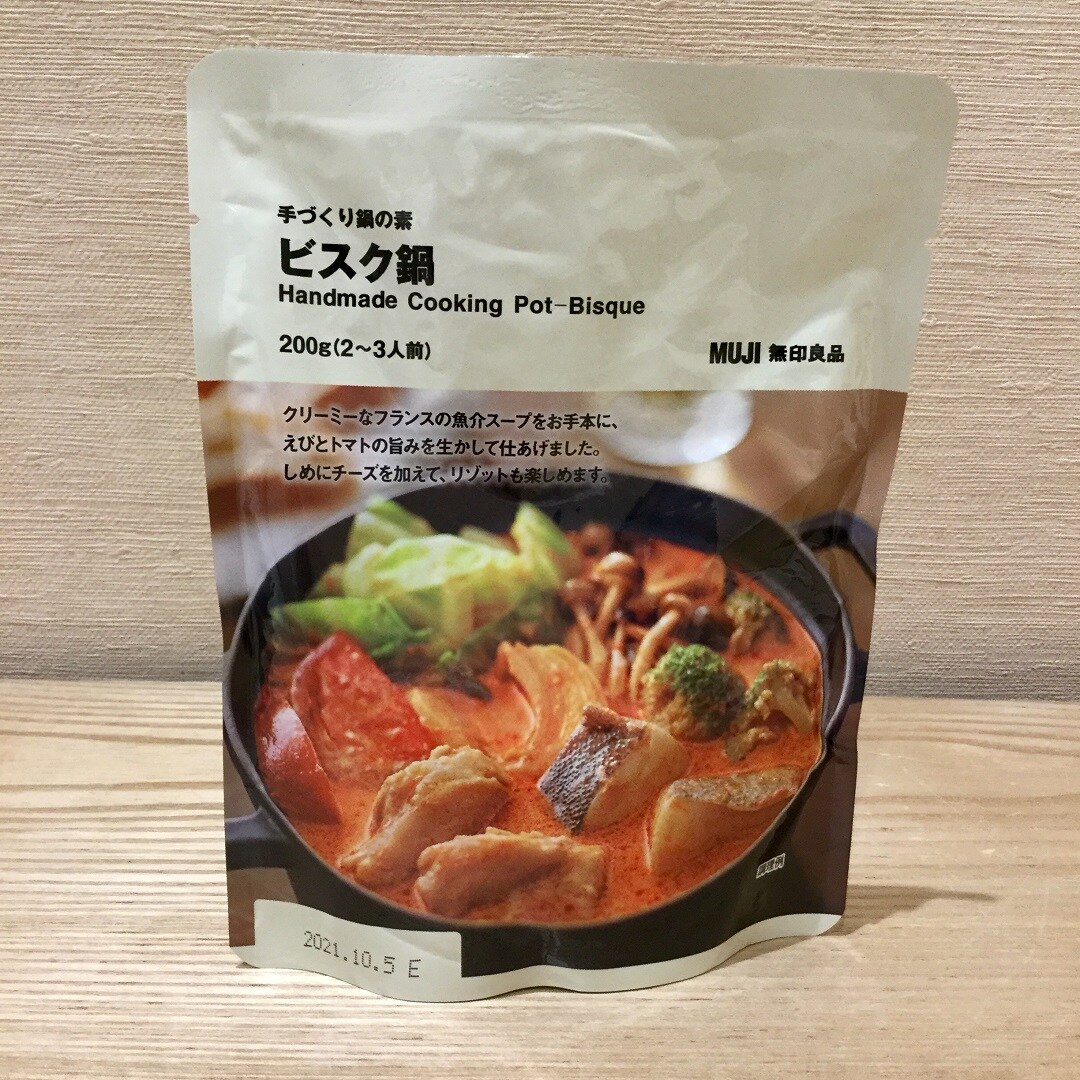 手づくり鍋の素
ビスク鍋
Handmade Cooking Pot-Bisque
200g(2～3人前)
MUJI 無印良品
クリーミーなフランスの魚介スープをお手本に、
えびとトマトの旨みを生かして仕あげました。
しめにチーズを加えて、リゾットも楽しめます。
調理例
2021.10.5 E